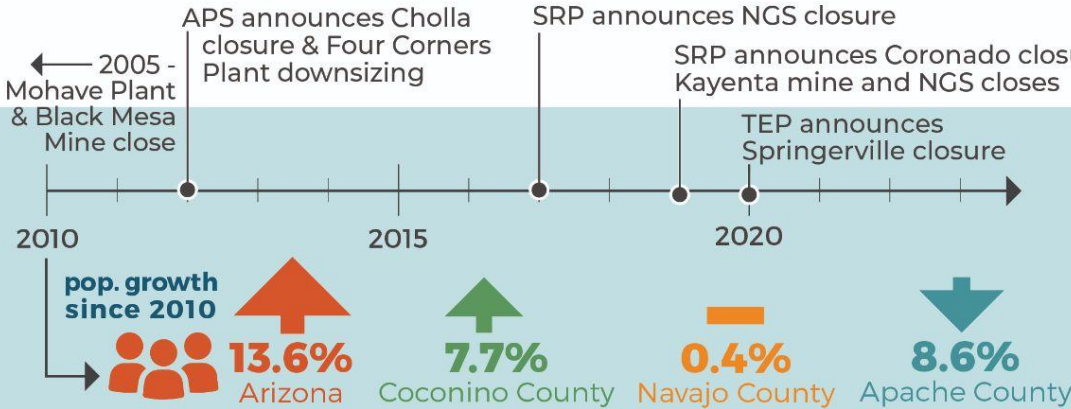 APS announces Cholla
closure & Four Corners
Plant downsizing
SRP announces NGS closure
2005 -
Mohave Plant
& Black Mesa
Mine close
SRP announces Coronado
Kayenta mine and NGS closes
TEP announces
Springerville closure
2010
2015
2020
pop. growth
since 2010
13.6%
Arizona
7.7%
Coconino County
0.4%
Navajo County
8.6%
Apache County